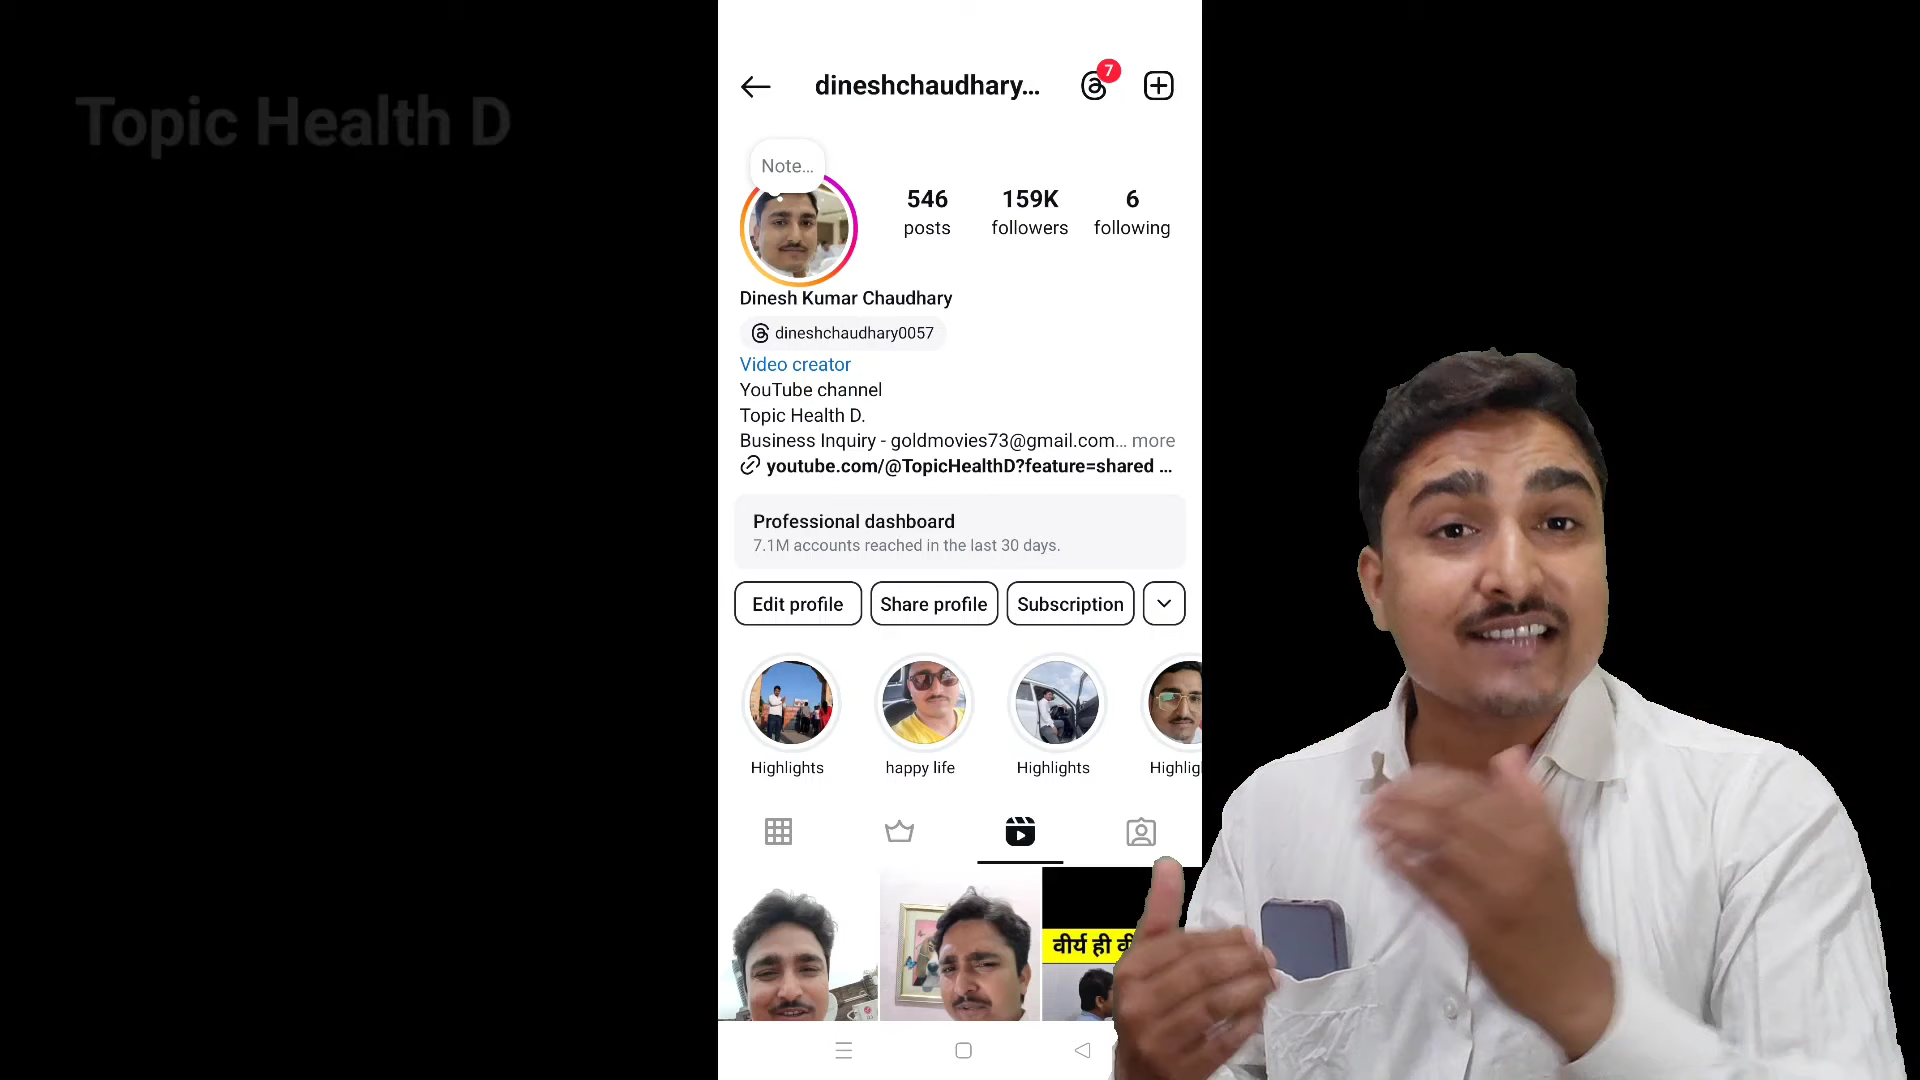 Topic Health D
dineshchaudhary...
7
Note...
546
posts
159K
followers
6
following
Dinesh Kumar Chaudhary
dineshchaudhary0057
Video creator
YouTube channel
Topic Health D.
Business Inquiry - goldmovies73@gmail.com... more
youtube.com/@TopicHealthD?feature=shared ...
Professional dashboard
7.1M accounts reached in the last 30 days.
Edit profile
Share profile
Subscription
Highlights
happy life
Highlights
Highlig
वीर्य ही